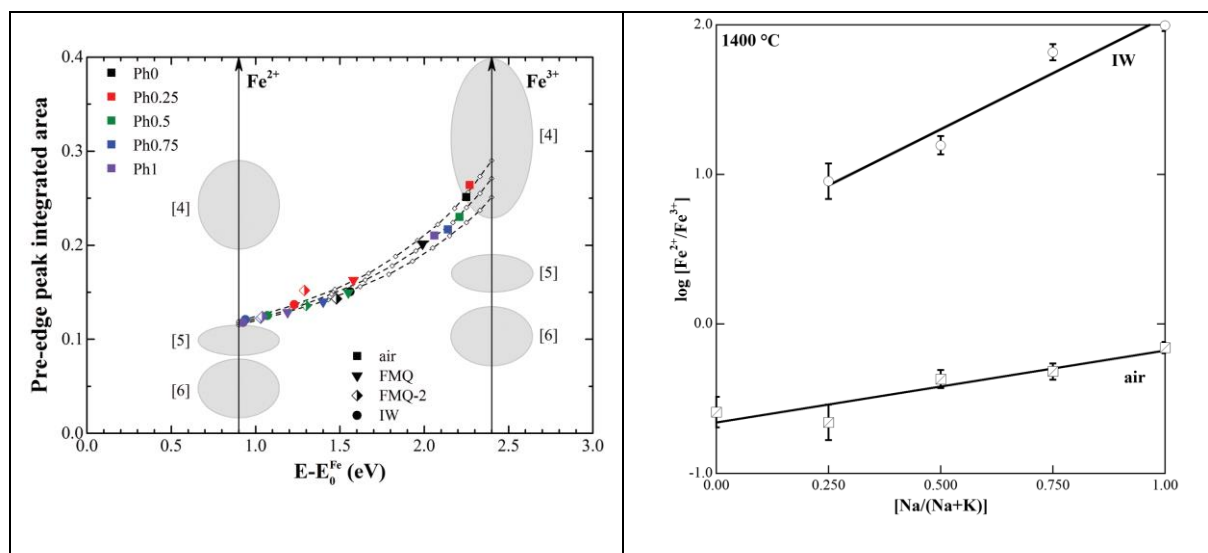 0.4
0.3
0.2
0.1
0.0
Pre-edge peak integrated area
Ph0
Ph0.25
Ph0.5
Ph0.75
Ph1
Fe²⁺
Fe³⁺
[4]
[5]
[6]
[4]
[5]
[6]
air
FMQ
FMQ-2
IW
0.0 0.5 1.0 1.5 2.0 2.5 3.0
E-E₀ᶠᵉ (eV)
2.0
1.0
0.0
-1.0
log [Fe²⁺/Fe³⁺]
1400 °C
IW
air
0.00 0.250 0.500 0.750 1.00
[Na/(Na+K)]